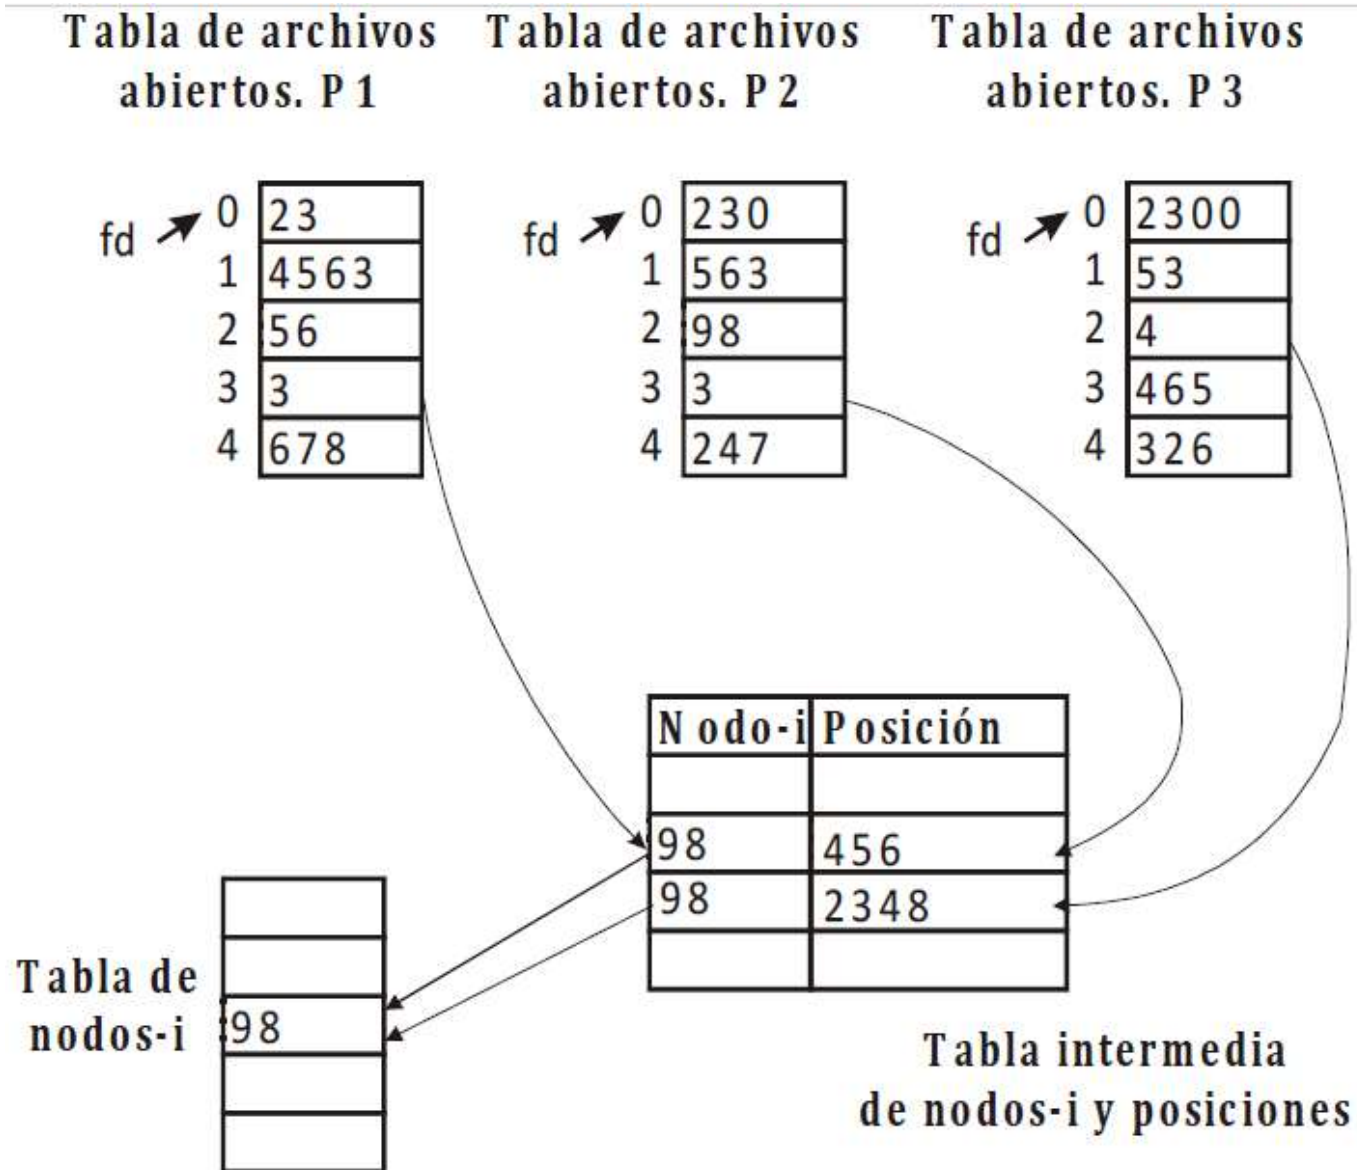 Tabla de archivos abiertos. P1
Tabla de archivos abiertos. P2
Tabla de archivos abiertos. P3
fd
0 23
1 4563
2 56
3 3
4 678
fd
0 230
1 563
2 98
3 3
4 247
fd
0 2300
1 53
2 4
3 465
4 326
Nodo-i Posición
98 456
98 2348
Tabla de
nodos-i
98
Tabla intermedia
de nodos-i y posiciones